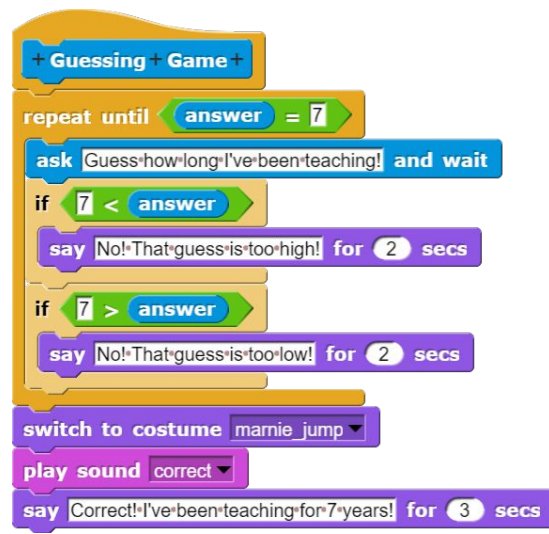 + Guessing + Game +
repeat until answer = 7
ask Guess how long I've been teaching! and wait
if 7 < answer
say No! That guess is too high! for 2 secs
if 7 > answer
say No! That guess is too low! for 2 secs
switch to costume marnie_jump
play sound correct
say Correct! I've been teaching for 7 years! for 3 secs